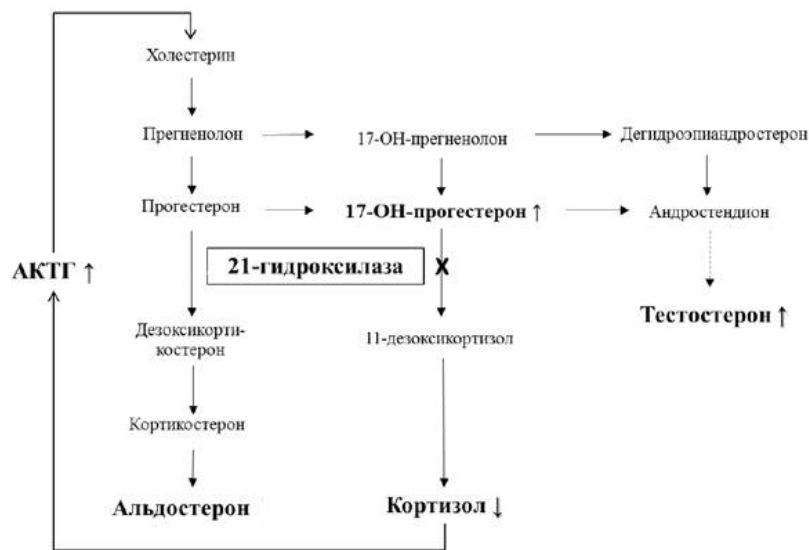 Холестерин
Прегненолон
17-ОН-прегненолон
Дегидроэпиандростерон
Прогестерон
17-ОН-прогестерон ↑
Андростендион
АКТГ ↑
21-гидроксилаза
X
Тестостерон ↑
Дезоксикорти-
костерон
11-дезоксикортизол
Кортикостерон
Альдостерон
Кортизол ↓